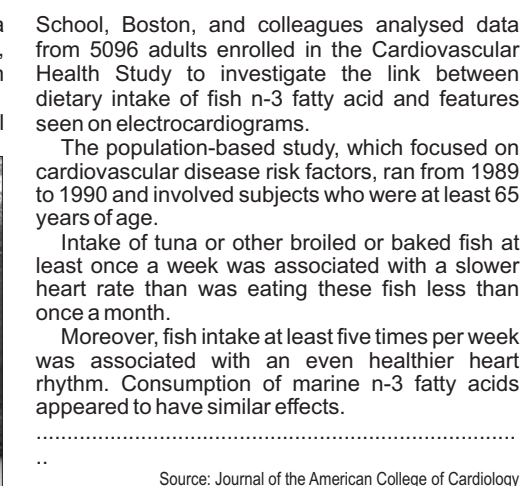 School, Boston, and colleagues analysed data
from 5096 adults enrolled in the Cardiovascular
Health Study to investigate the link between
dietary intake of fish n-3 fatty acid and features
seen on electrocardiograms.
The population-based study, which focused on
cardiovascular disease risk factors, ran from 1989
to 1990 and involved subjects who were at least 65
years of age.
Intake of tuna or other broiled or baked fish at
least once a week was associated with a slower
heart rate than was eating these fish less than
once a month.
Moreover, fish intake at least five times per week
was associated with an even healthier heart
rhythm. Consumption of marine n-3 fatty acids
appeared to have similar effects.
..............................................................................
..
Source: Journal of the American College of Cardiology